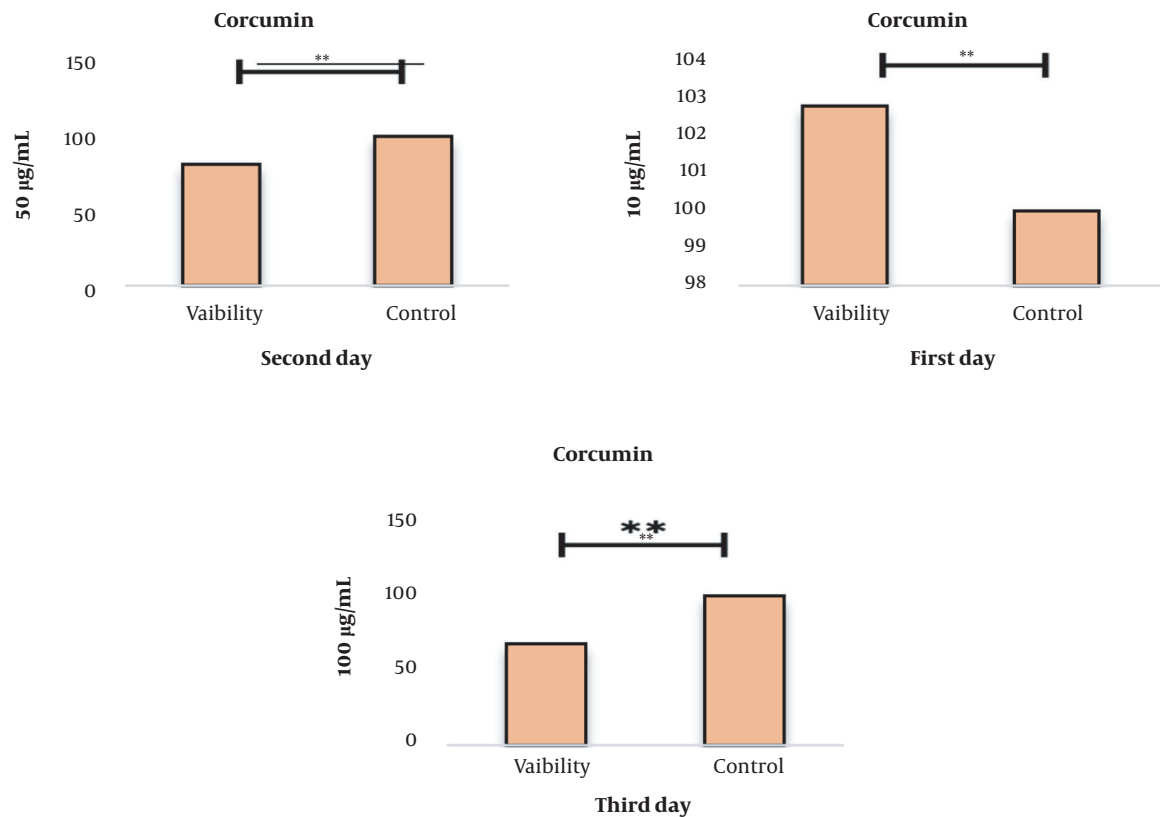 Corcumin
150
**
100
50
0
50 µg/mL
Vaibility Control
Second day
Corcumin
104
**
103
102
101
100
99
98
10 µg/mL
Vaibility Control
First day
Corcumin
150
**
**
100
50
0
100 µg/mL
Vaibility Control
Third day